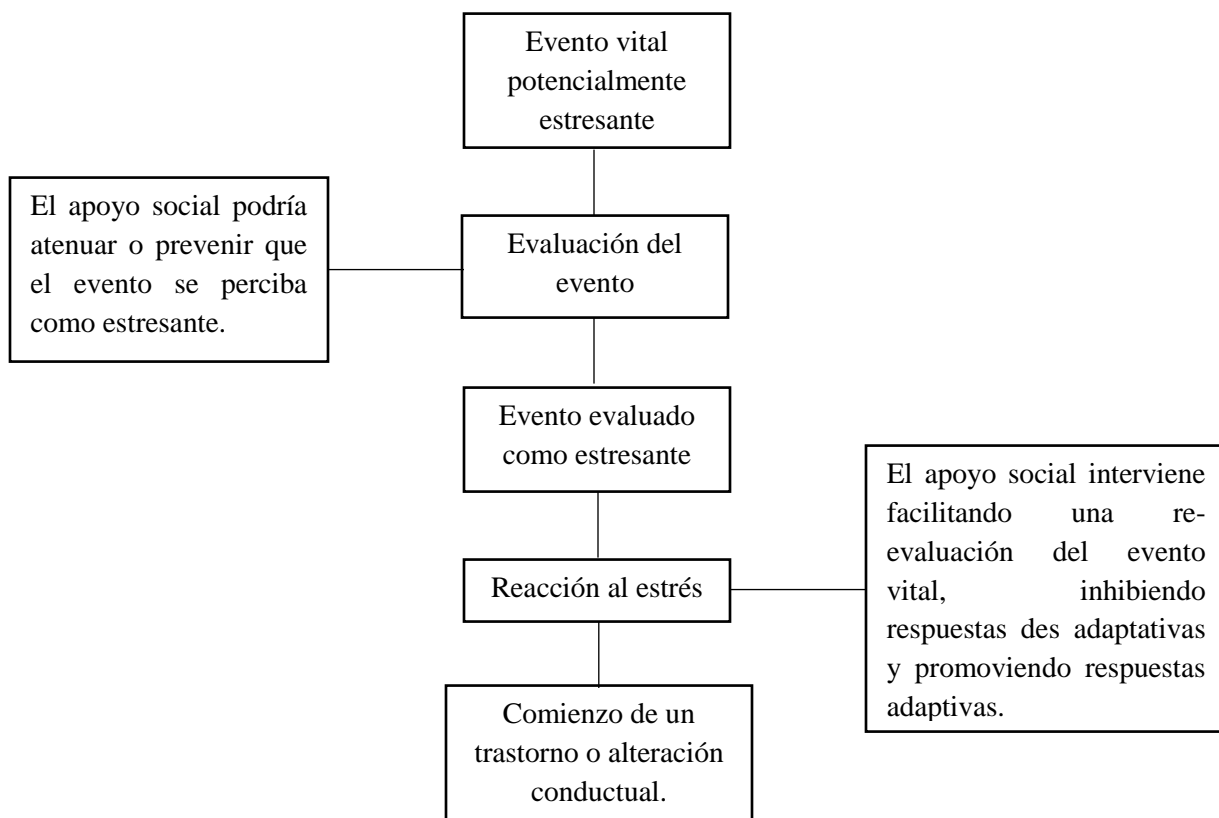 Evento vital
potencialmente
estresante
El apoyo social podría
atenuar o prevenir que
el evento se perciba
como estresante.
Evaluación del
evento
Evento evaluado
como estresante
El apoyo social interviene
facilitando una re-
evaluación del evento
vital, inhibiendo
respuestas des adaptativas
y promoviendo respuestas
adaptivas.
Reacción al estrés
Comienzo de un
trastorno o alteración
conductual.